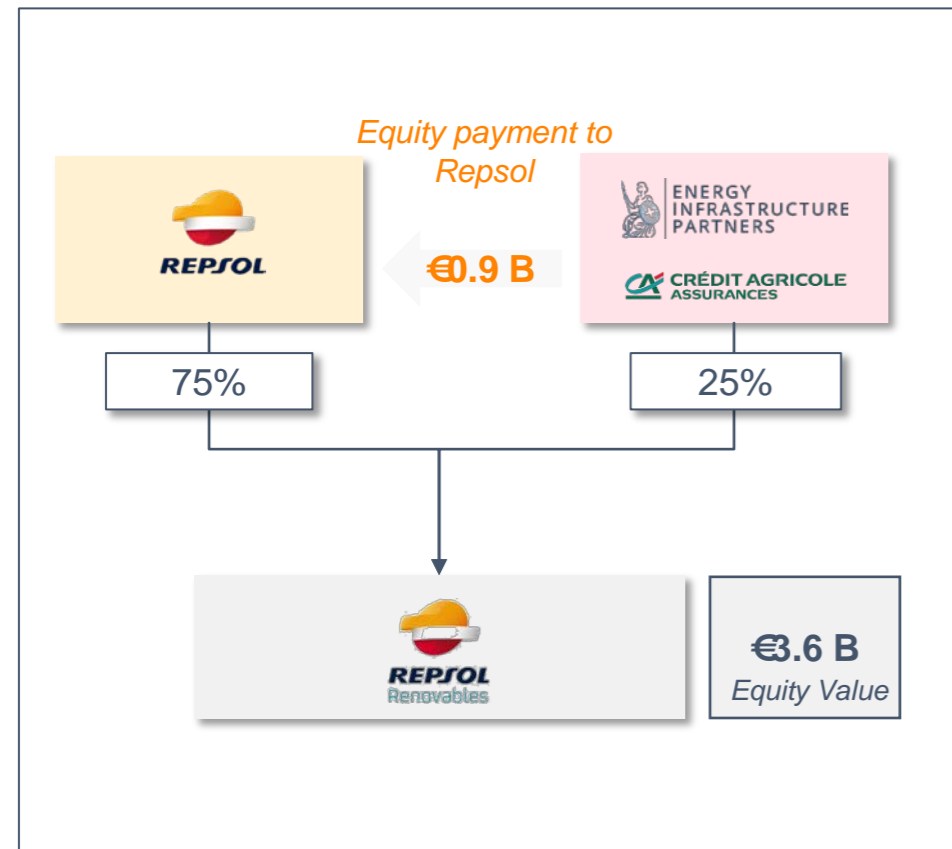 Equity payment to
Repsol
REPSOL
€0.9 B
ENERGY
INFRASTRUCTURE
PARTNERS
CA CRÉDIT AGRICOLE
ASSURANCES
75%
25%
REPSOL
Renovables
€3.6 B
Equity Value